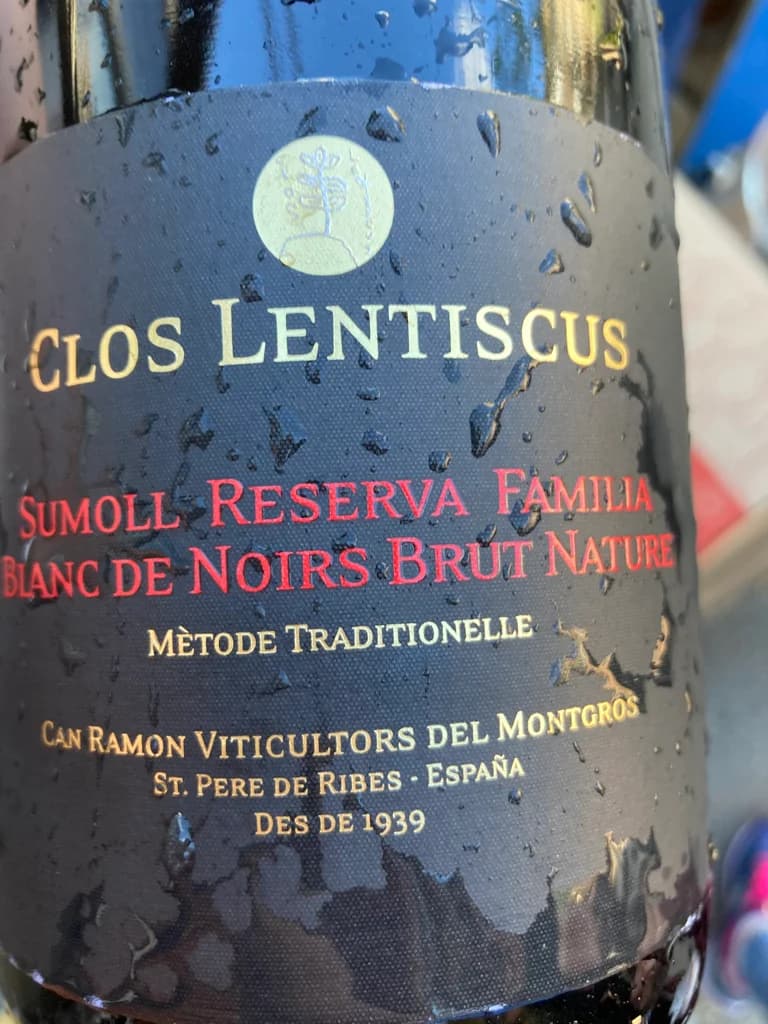 CLOS LENTISCUS
SUMOLL RESERVA FAMILIA
BLANC DE NOIRS BRUT NATURE
MÈTODE TRADITIONELLE
CAN RAMON VITICULTORS DEL MONTGROS
ST. PERE DE RIBES - ESPAÑA
DES DE 1939